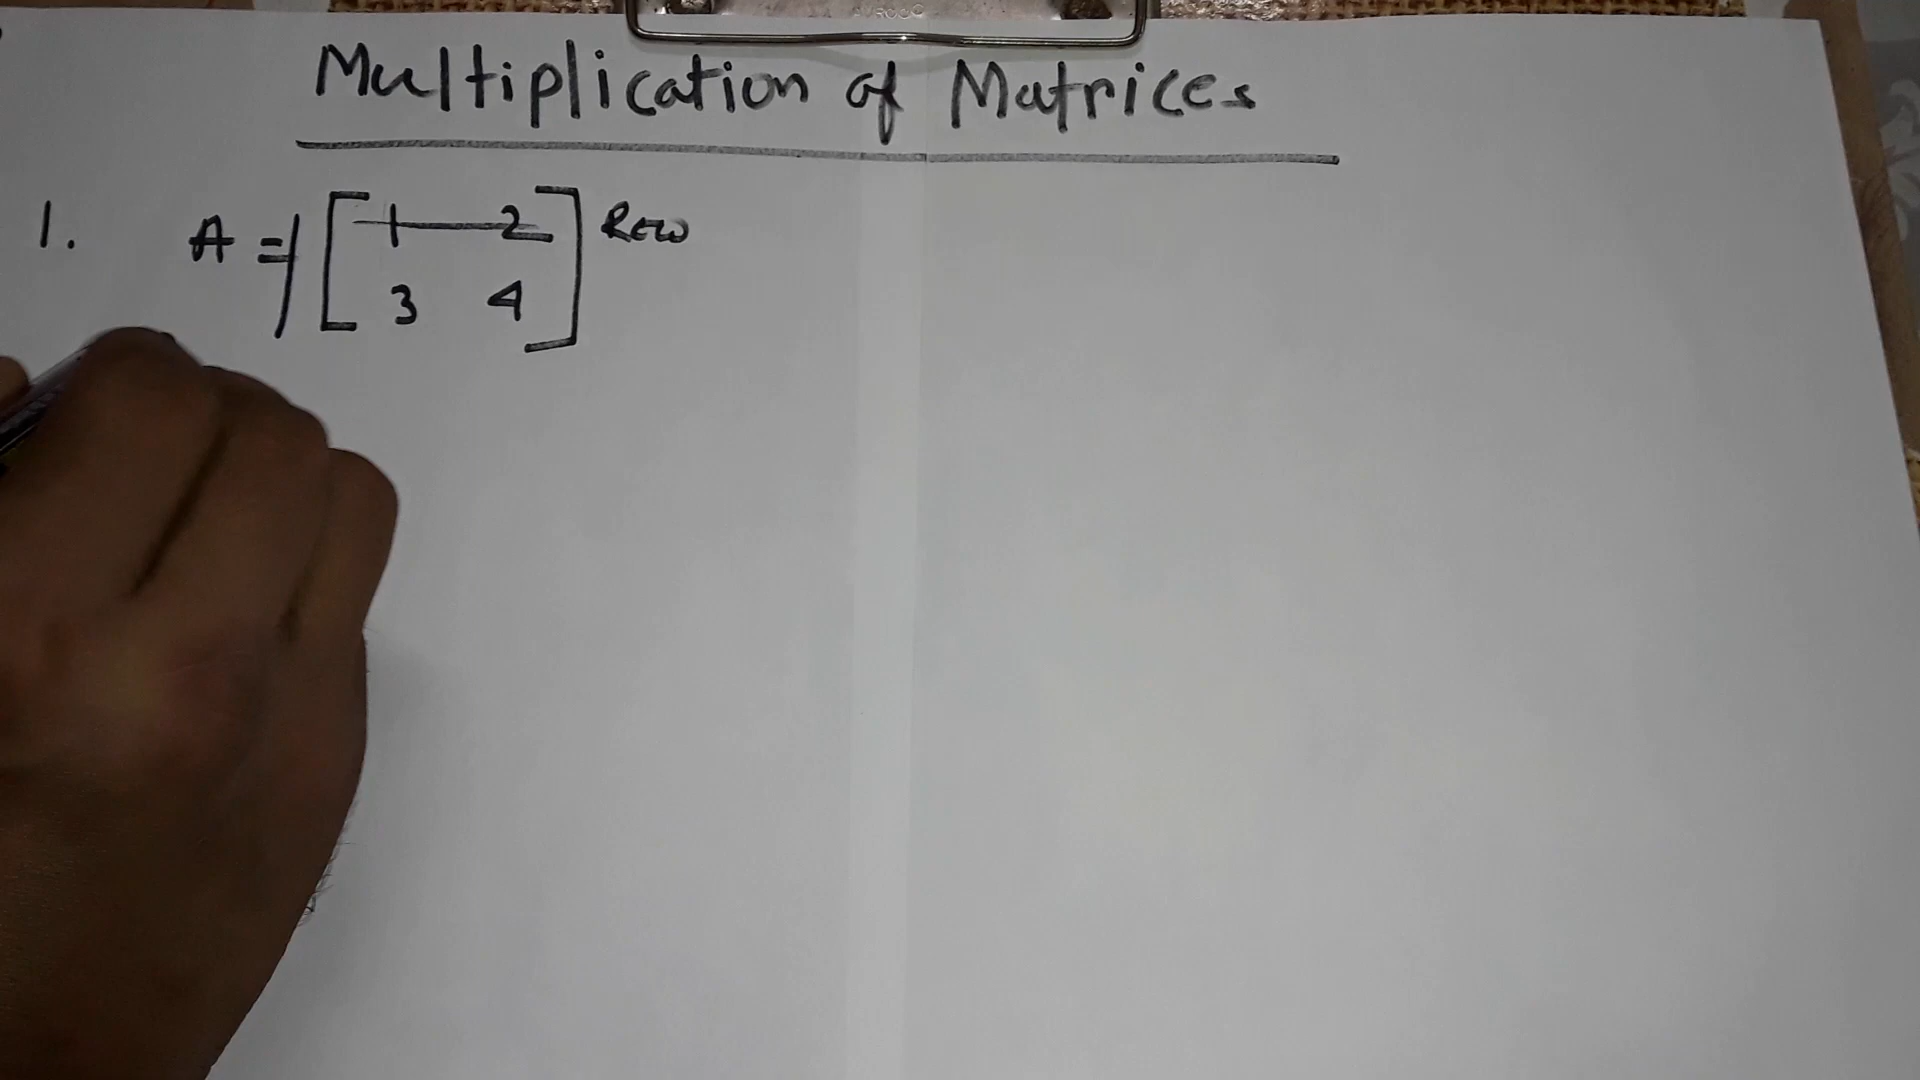 Multiplication of Matrices
1. A = [ 1 2 ] Row
3 4